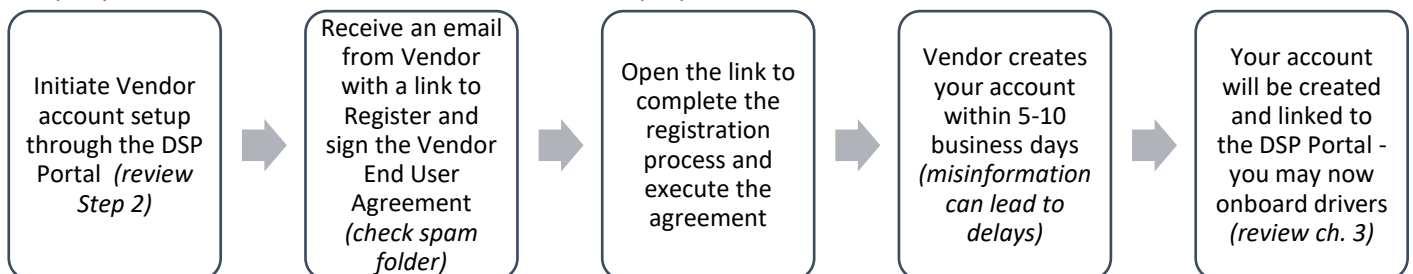 Initiate Vendor
account setup
through the DSP
Portal (review
Step 2)
Receive an email
from Vendor
with a link to
Register and
sign the Vendor
End User
Agreement
(check spam
folder)
Open the link to
complete the
registration
process and
execute the
agreement
Vendor creates
your account
within 5-10
business days
(misinformation
can lead to
delays)
Your account
will be created
and linked to
the DSP Portal -
you may now
onboard drivers
(review ch. 3)